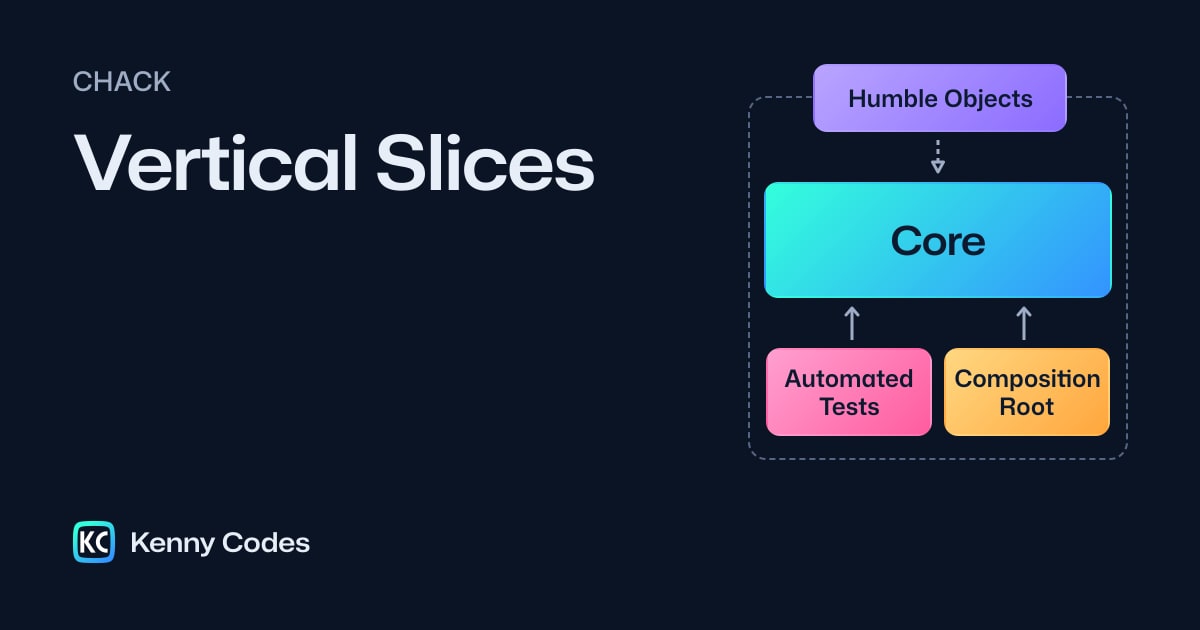 CHACK
Vertical Slices
Humble Objects
Core
Automated
Tests
Composition
Root
KC
Kenny Codes